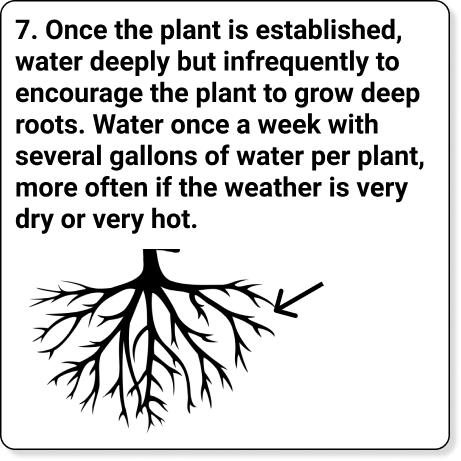 7. Once the plant is established,
water deeply but infrequently to
encourage the plant to grow deep
roots. Water once a week with
several gallons of water per plant,
more often if the weather is very
dry or very hot.